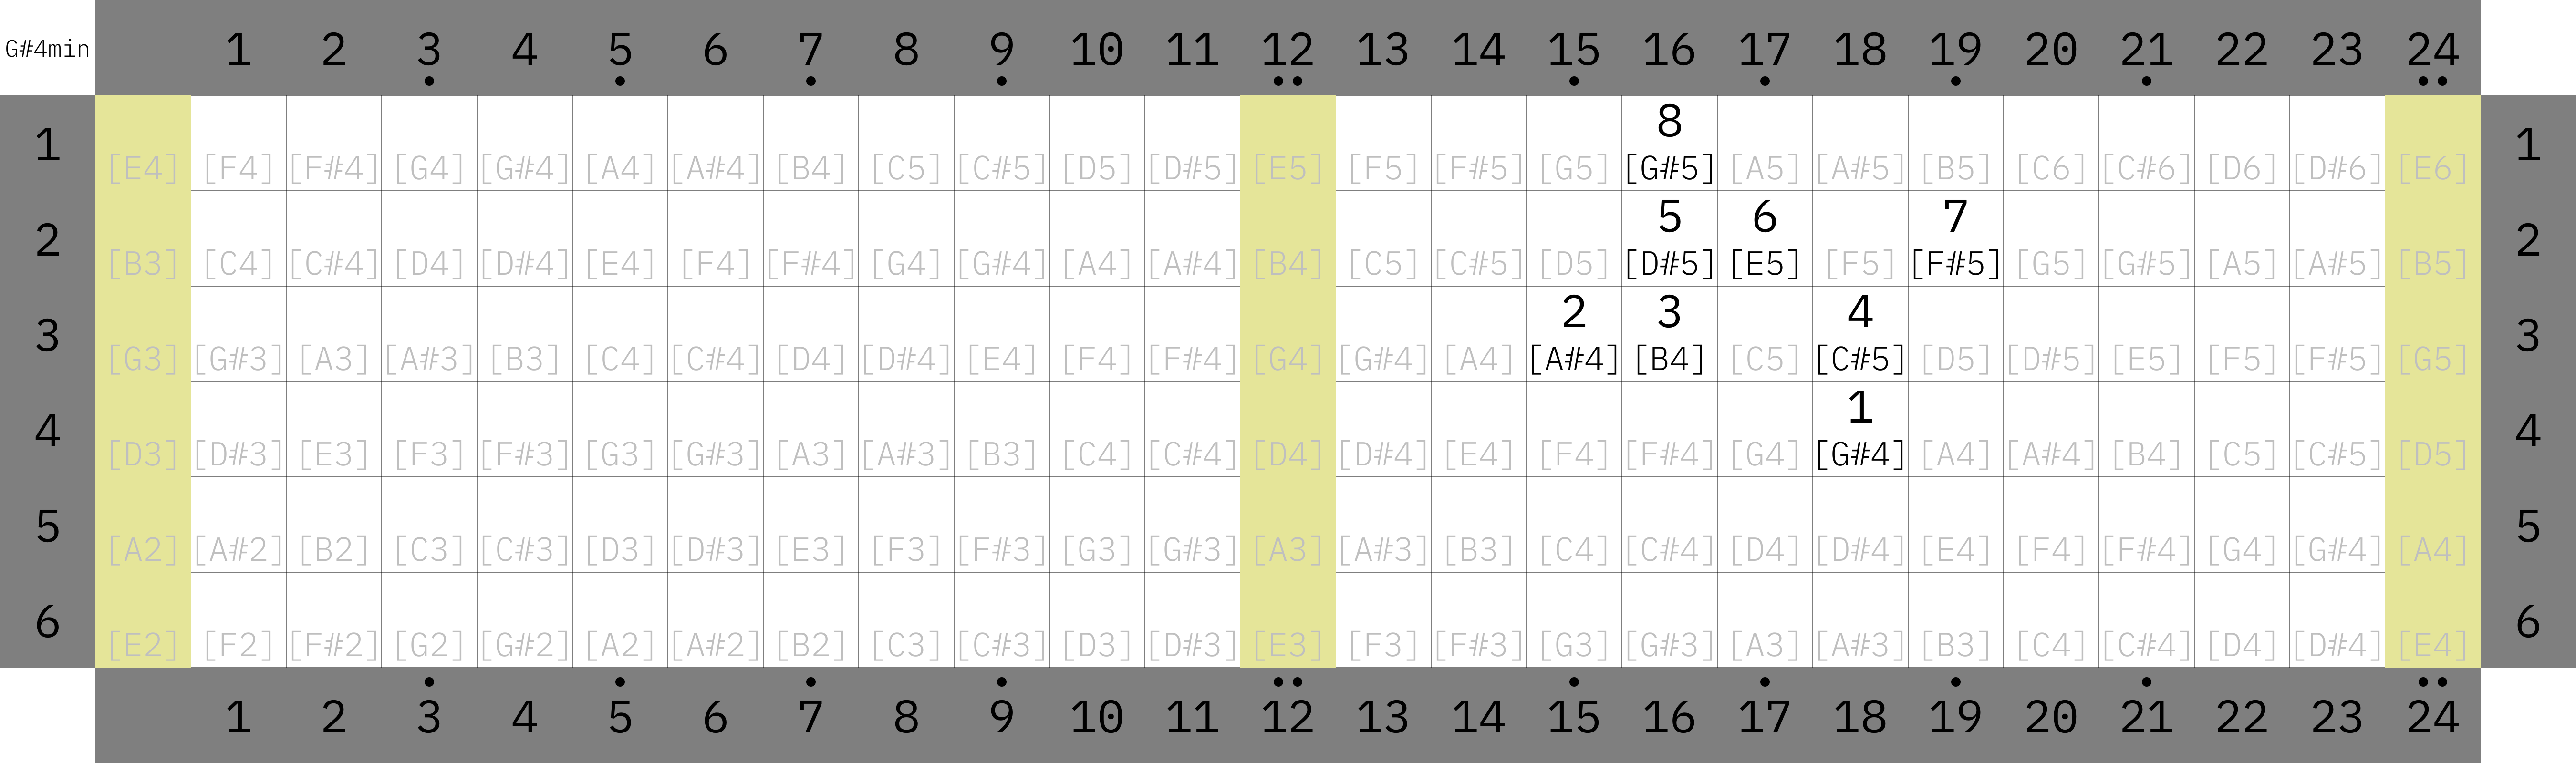 G#4min 1 2 3 4 5 6 7 8 9 10 11 12 13 14 15 16 17 18 19 20 21 22 23 24
8
1 [E4] [F4] [F#4] [G4] [G#4] [A4] [A#4] [B4] [C5] [C#5] [D5] [D#5] [E5] [F5] [F#5] [G5] [G#5] [A5] [A#5] [B5] [C6] [C#6] [D6] [D#6] [E6] 1
5 6 7
2 [B3] [C4] [C#4] [D4] [D#4] [E4] [F4] [F#4] [G4] [G#4] [A4] [A#4] [B4] [C5] [C#5] [D5] [D#5] [E5] [F5] [F#5] [G5] [G#5] [A5] [A#5] [B5] 2
2 3 4
3 [G3] [G#3] [A3] [A#3] [B3] [C4] [C#4] [D4] [D#4] [E4] [F4] [F#4] [G4] [G#4] [A4] [A#4] [B4] [C5] [C#5] [D5] [D#5] [E5] [F5] [F#5] [G5] 3
1
4 [D3] [D#3] [E3] [F3] [F#3] [G3] [G#3] [A3] [A#3] [B3] [C4] [C#4] [D4] [D#4] [E4] [F4] [F#4] [G4] [G#4] [A4] [A#4] [B4] [C5] [C#5] [D5] 4
5 [A2] [A#2] [B2] [C3] [C#3] [D3] [D#3] [E3] [F3] [F#3] [G3] [G#3] [A3] [A#3] [B3] [C4] [C#4] [D4] [D#4] [E4] [F4] [F#4] [G4] [G#4] [A4] 5
6 [E2] [F2] [F#2] [G2] [G#2] [A2] [A#2] [B2] [C3] [C#3] [D3] [D#3] [E3] [F3] [F#3] [G3] [G#3] [A3] [A#3] [B3] [C4] [C#4] [D4] [D#4] [E4] 6
1 2 3 4 5 6 7 8 9 10 11 12 13 14 15 16 17 18 19 20 21 22 23 24